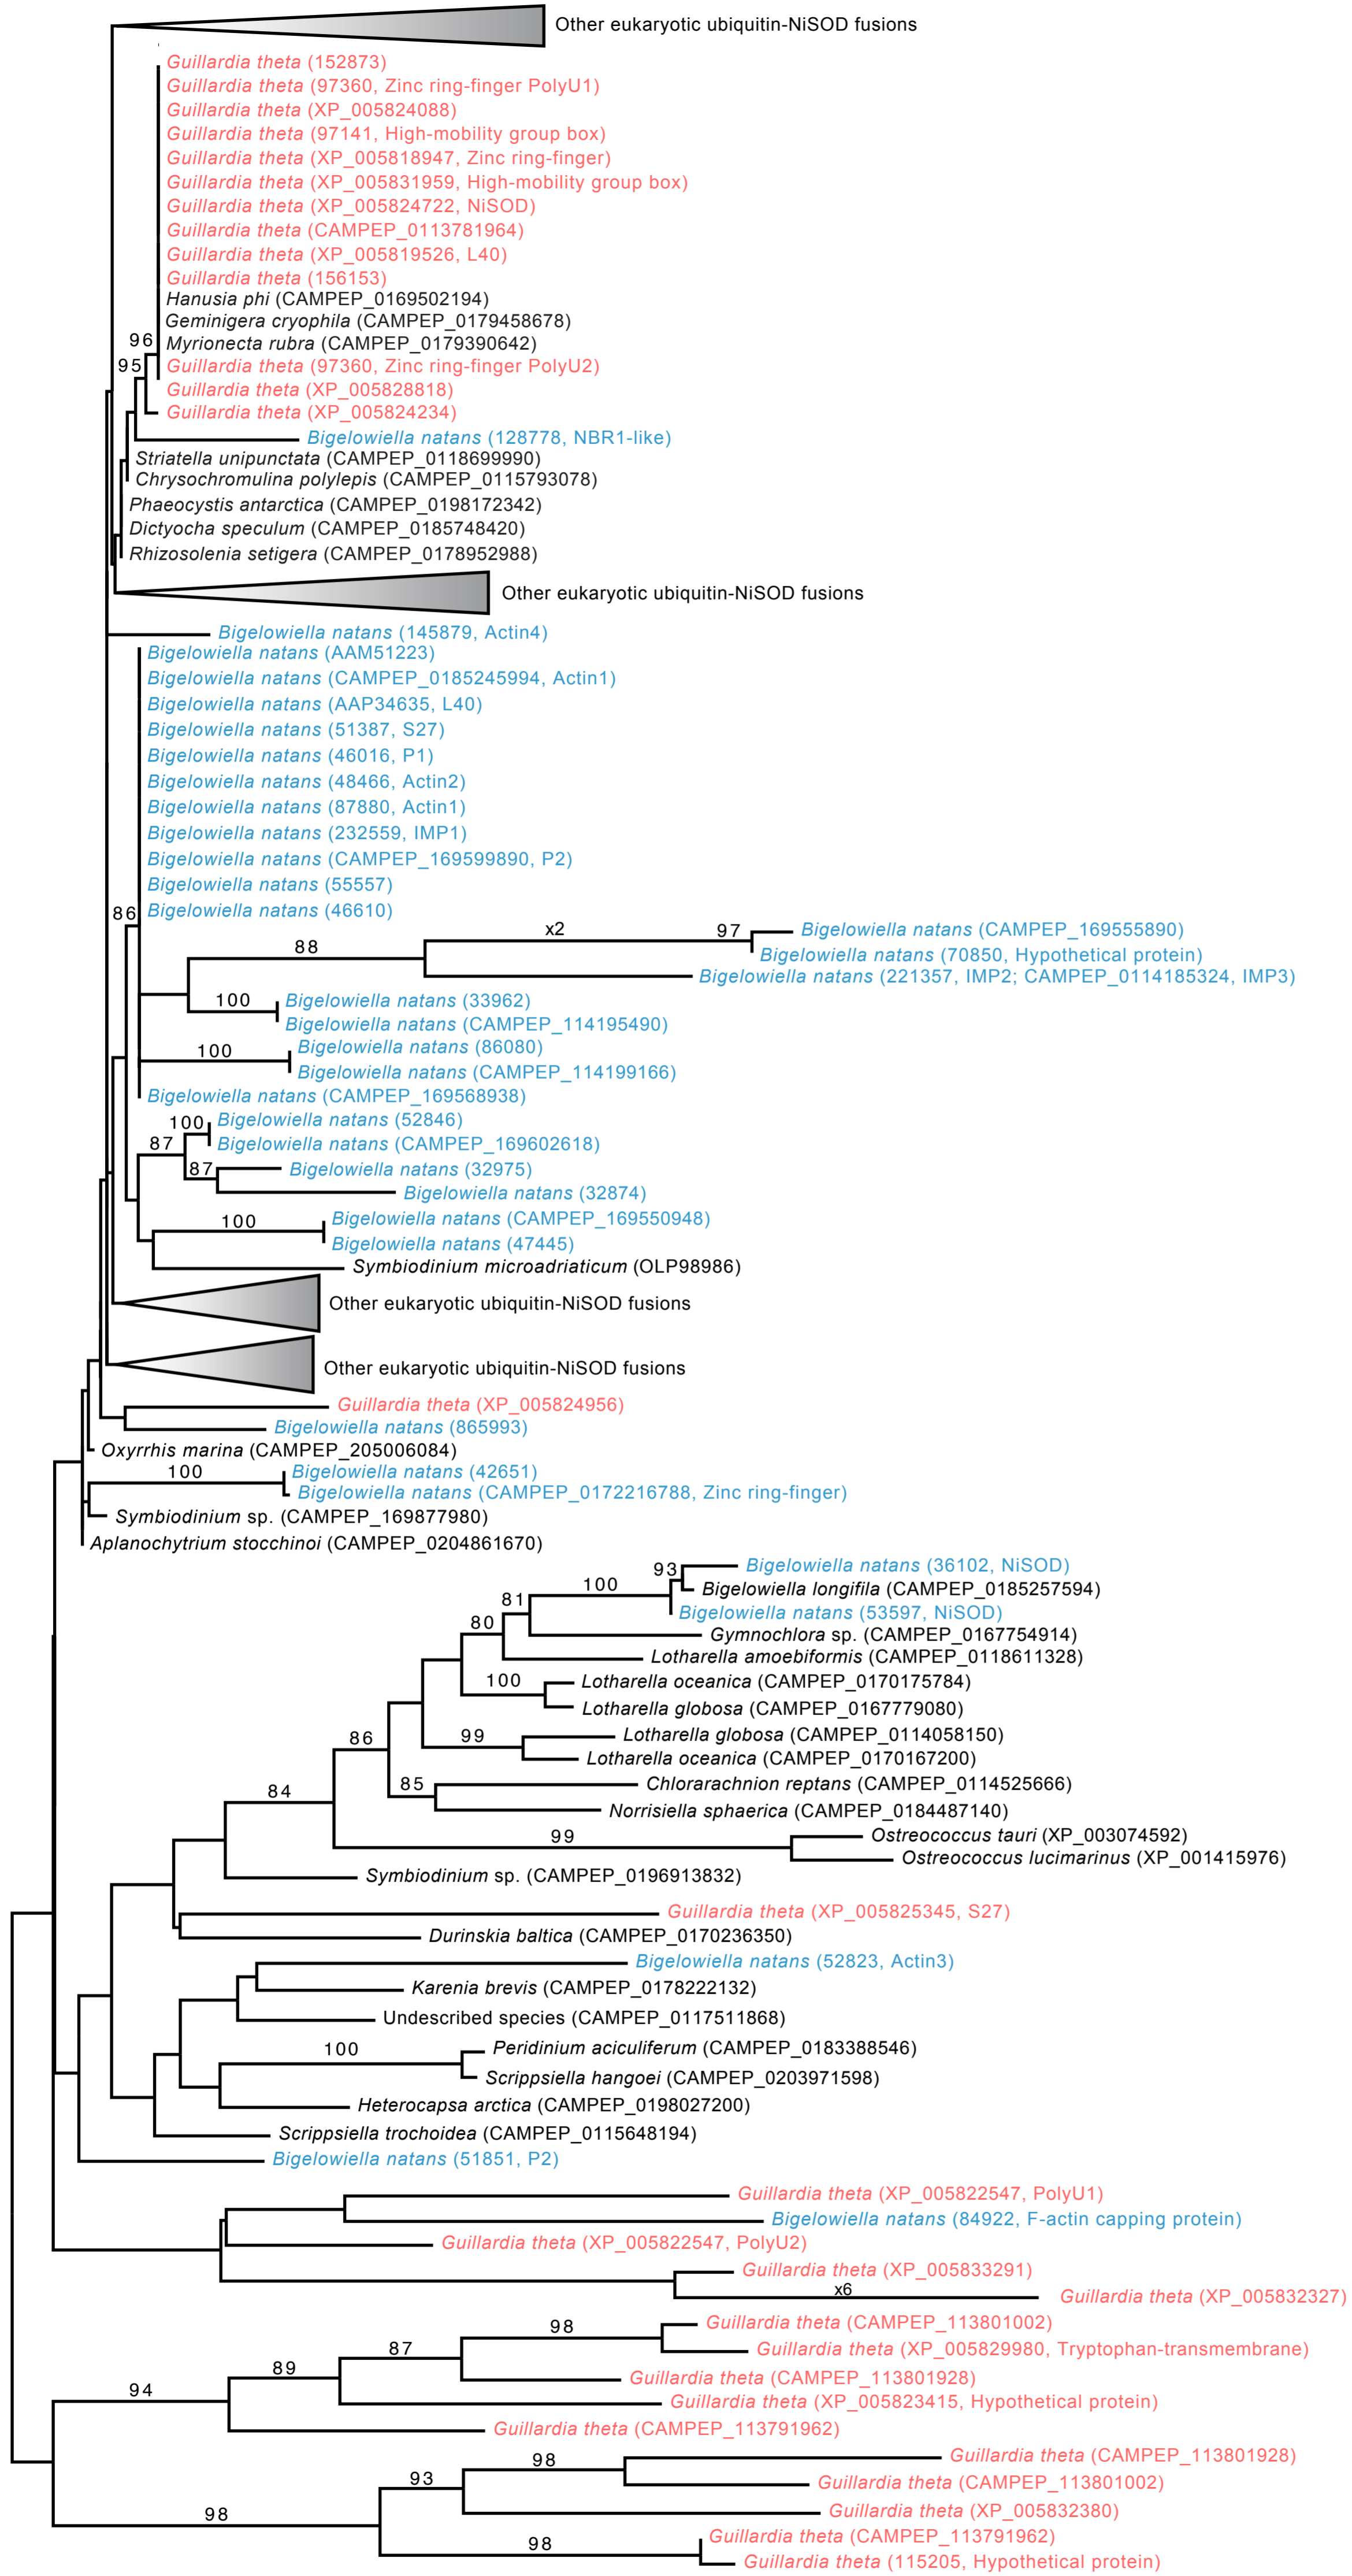 Other eukaryotic ubiquitin-NiSOD fusions
Guillardia theta (152873)
Guillardia theta (97360, Zinc ring-finger PolyU1)
Guillardia theta (XP_005824088)
Guillardia theta (97141, High-mobility group box)
Guillardia theta (XP_005818947, Zinc ring-finger)
Guillardia theta (XP_005831959, High-mobility group box)
Guillardia theta (XP_005824722, NiSOD)
Guillardia theta (CAMPEP_0113781964)
Guillardia theta (XP_005819526, L40)
Guillardia theta (156153)
Hanusia phi (CAMPEP_0169502194)
Geminigera cryophila (CAMPEP_0179458678)
96 Myrionecta rubra (CAMPEP_0179390642)
95 Guillardia theta (97360, Zinc ring-finger PolyU2)
Guillardia theta (XP_005828818)
Guillardia theta (XP_005824234)
Bigelowiella natans (128778, NBR1-like)
Striatella unipunctata (CAMPEP_0118699990)
Chrysochromulina polylepis (CAMPEP_0115793078)
Phaeocystis antarctica (CAMPEP_0198172342)
Dictyocha speculum (CAMPEP_0185748420)
Rhizosolenia setigera (CAMPEP_0178952988)
Other eukaryotic ubiquitin-NiSOD fusions
Bigelowiella natans (145879, Actin4)
Bigelowiella natans (AAM51223)
Bigelowiella natans (CAMPEP_0185245994, Actin1)
Bigelowiella natans (AAP34635, L40)
Bigelowiella natans (51387, S27)
Bigelowiella natans (46016, P1)
Bigelowiella natans (48466, Actin2)
Bigelowiella natans (87880, Actin1)
Bigelowiella natans (232559, IMP1)
Bigelowiella natans (CAMPEP_169599890, P2)
Bigelowiella natans (55557)
86 Bigelowiella natans (46610)
x2 97 Bigelowiella natans (CAMPEP_169555890)
88 Bigelowiella natans (70850, Hypothetical protein)
Bigelowiella natans (221357, IMP2; CAMPEP_0114185324, IMP3)
100 Bigelowiella natans (33962)
Bigelowiella natans (CAMPEP_114195490)
100 Bigelowiella natans (86080)
Bigelowiella natans (CAMPEP_114199166)
Bigelowiella natans (CAMPEP_169568938)
100 Bigelowiella natans (52846)
87 Bigelowiella natans (CAMPEP_169602618)
87 Bigelowiella natans (32975)
Bigelowiella natans (32874)
100 Bigelowiella natans (CAMPEP_169550948)
Bigelowiella natans (47445)
Symbiodinium microadriaticum (OLP98986)
Other eukaryotic ubiquitin-NiSOD fusions
Other eukaryotic ubiquitin-NiSOD fusions
Guillardia theta (XP_005824956)
Bigelowiella natans (865993)
Oxyrrhis marina (CAMPEP_205006084)
100 Bigelowiella natans (42651)
Bigelowiella natans (CAMPEP_0172216788, Zinc ring-finger)
Symbiodinium sp. (CAMPEP_169877980)
Aplanochytrium stocchinoi (CAMPEP_0204861670)
93 Bigelowiella natans (36102, NiSOD)
100 Bigelowiella longifila (CAMPEP_0185257594)
81 Bigelowiella natans (53597, NiSOD)
80 Gymnochlora sp. (CAMPEP_0167754914)
Lotharella amoebiformis (CAMPEP_0118611328)
100 Lotharella oceanica (CAMPEP_0170175784)
Lotharella globosa (CAMPEP_0167779080)
86 99 Lotharella globosa (CAMPEP_0114058150)
Lotharella oceanica (CAMPEP_0170167200)
84 85 Chlorarachnion reptans (CAMPEP_0114525666)
Norrisiella sphaerica (CAMPEP_0184487140)
99 Ostreococcus tauri (XP_003074592)
Ostreococcus lucimarinus (XP_001415976)
Symbiodinium sp. (CAMPEP_0196913832)
Guillardia theta (XP_005825345, S27)
Durinskia baltica (CAMPEP_0170236350)
Bigelowiella natans (52823, Actin3)
Karenia brevis (CAMPEP_0178222132)
Undescribed species (CAMPEP_0117511868)
100 Peridinium aciculiferum (CAMPEP_0183388546)
Scrippsiella hangoei (CAMPEP_0203971598)
Heterocapsa arctica (CAMPEP_0198027200)
Scrippsiella trochoidea (CAMPEP_0115648194)
Bigelowiella natans (51851, P2)
Guillardia theta (XP_005822547, PolyU1)
Bigelowiella natans (84922, F-actin capping protein)
Guillardia theta (XP_005822547, PolyU2)
Guillardia theta (XP_005833291)
x6 Guillardia theta (XP_005832327)
98 Guillardia theta (CAMPEP_113801002)
87 Guillardia theta (XP_005829980, Tryptophan-transmembrane)
89 Guillardia theta (CAMPEP_113801928)
94 Guillardia theta (XP_005823415, Hypothetical protein)
Guillardia theta (CAMPEP_113791962)
98 Guillardia theta (CAMPEP_113801928)
93 Guillardia theta (CAMPEP_113801002)
98 Guillardia theta (XP_005832380)
98 Guillardia theta (CAMPEP_113791962)
Guillardia theta (115205, Hypothetical protein)